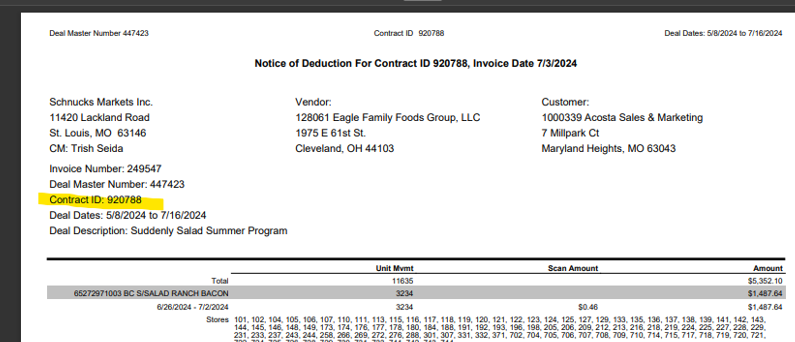 Deal Master Number 447423 Contract ID 920788 Deal Dates: 5/8/2024 to 7/16/2024
Notice of Deduction For Contract ID 920788, Invoice Date 7/3/2024
Schnucks Markets Inc.
11420 Lackland Road
St. Louis, MO 63146
CM: Trish Seida
Vendor:
128061 Eagle Family Foods Group, LLC
1975 E 61st St.
Cleveland, OH 44103
Customer:
1000339 Acosta Sales & Marketing
7 Millpark Ct
Maryland Heights, MO 63043
Invoice Number: 249547
Deal Master Number: 447423
Contract ID: 920788
Deal Dates: 5/8/2024 to 7/16/2024
Deal Description: Suddenly Salad Summer Program
Unit Mvmt Scan Amount Amount
Total 11635 $5,352.10
65272971003 BC S/SALAD RANCH BACON 3234 $1,487.64
6/26/2024 - 7/2/2024 3234 $0.46 $1,487.64
Stores 101, 102, 104, 105, 106, 107, 110, 111, 113, 115, 116, 117, 118, 119, 120, 121, 122, 123, 124, 125, 127, 129, 133, 135, 136, 137, 138, 139, 141, 142, 143,
144, 145, 146, 148, 149, 173, 174, 176, 177, 178, 180, 184, 188, 191, 192, 193, 196, 198, 205, 206, 209, 212, 213, 216, 218, 219, 224, 225, 227, 228, 229,
231, 233, 237, 243, 244, 258, 266, 269, 272, 276, 288, 301, 307, 331, 332, 371, 702, 704, 705, 706, 707, 708, 709, 710, 714, 715, 717, 718, 719, 720, 721,